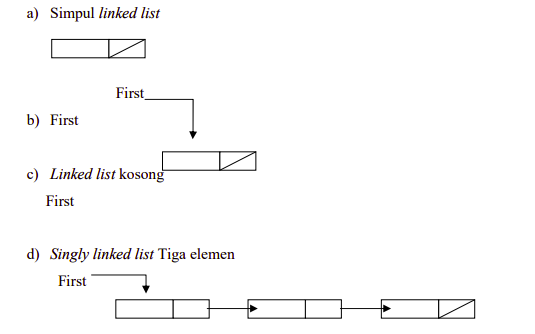 a) Simpul linked list
First
b) First
c) Linked list kosong
First
d) Singly linked list Tiga elemen
First